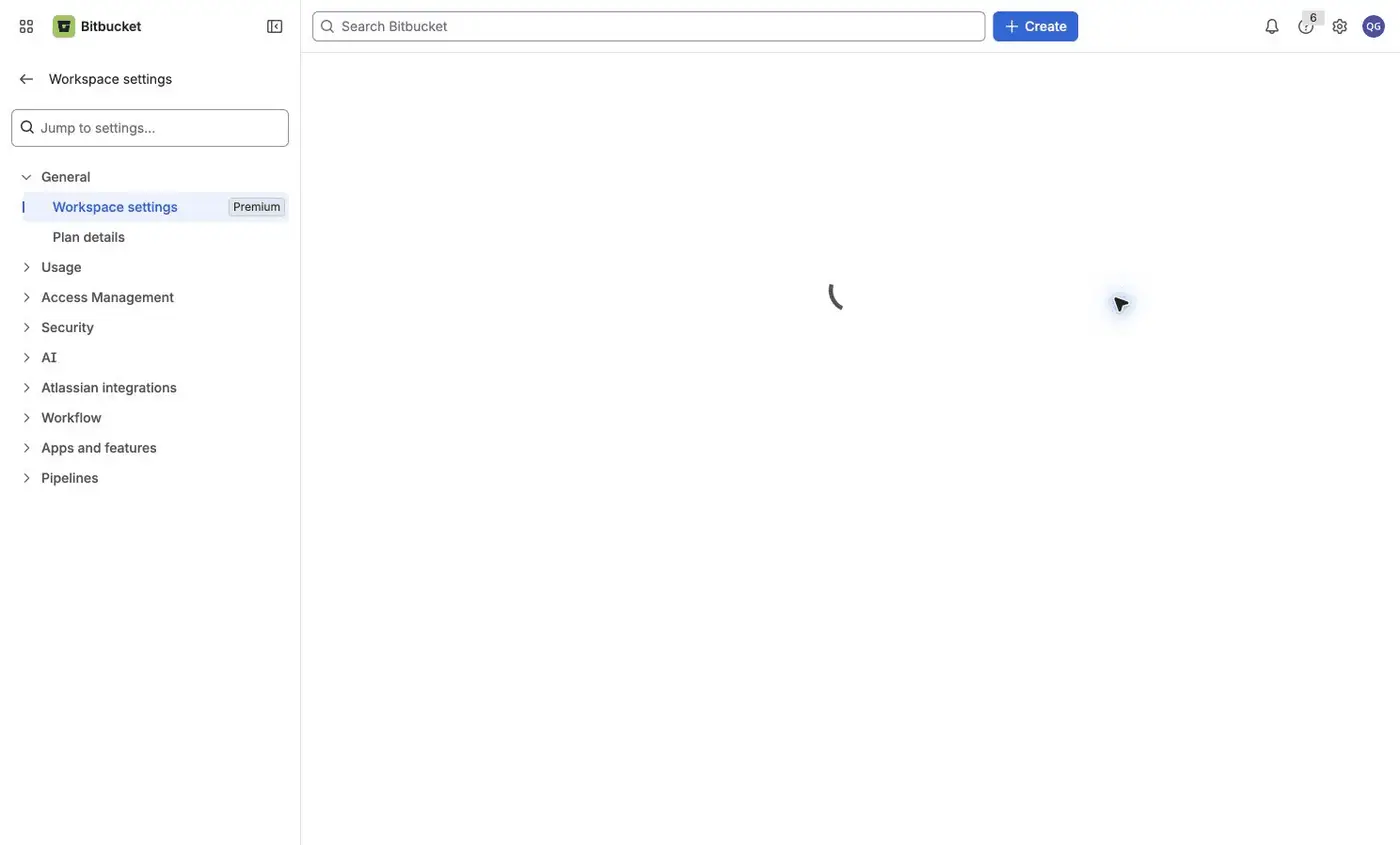 Bitbucket
Search Bitbucket
Create
6
QG
Workspace settings
Jump to settings...
General
Workspace settings
Premium
Plan details
Usage
Access Management
Security
AI
Atlassian integrations
Workflow
Apps and features
Pipelines